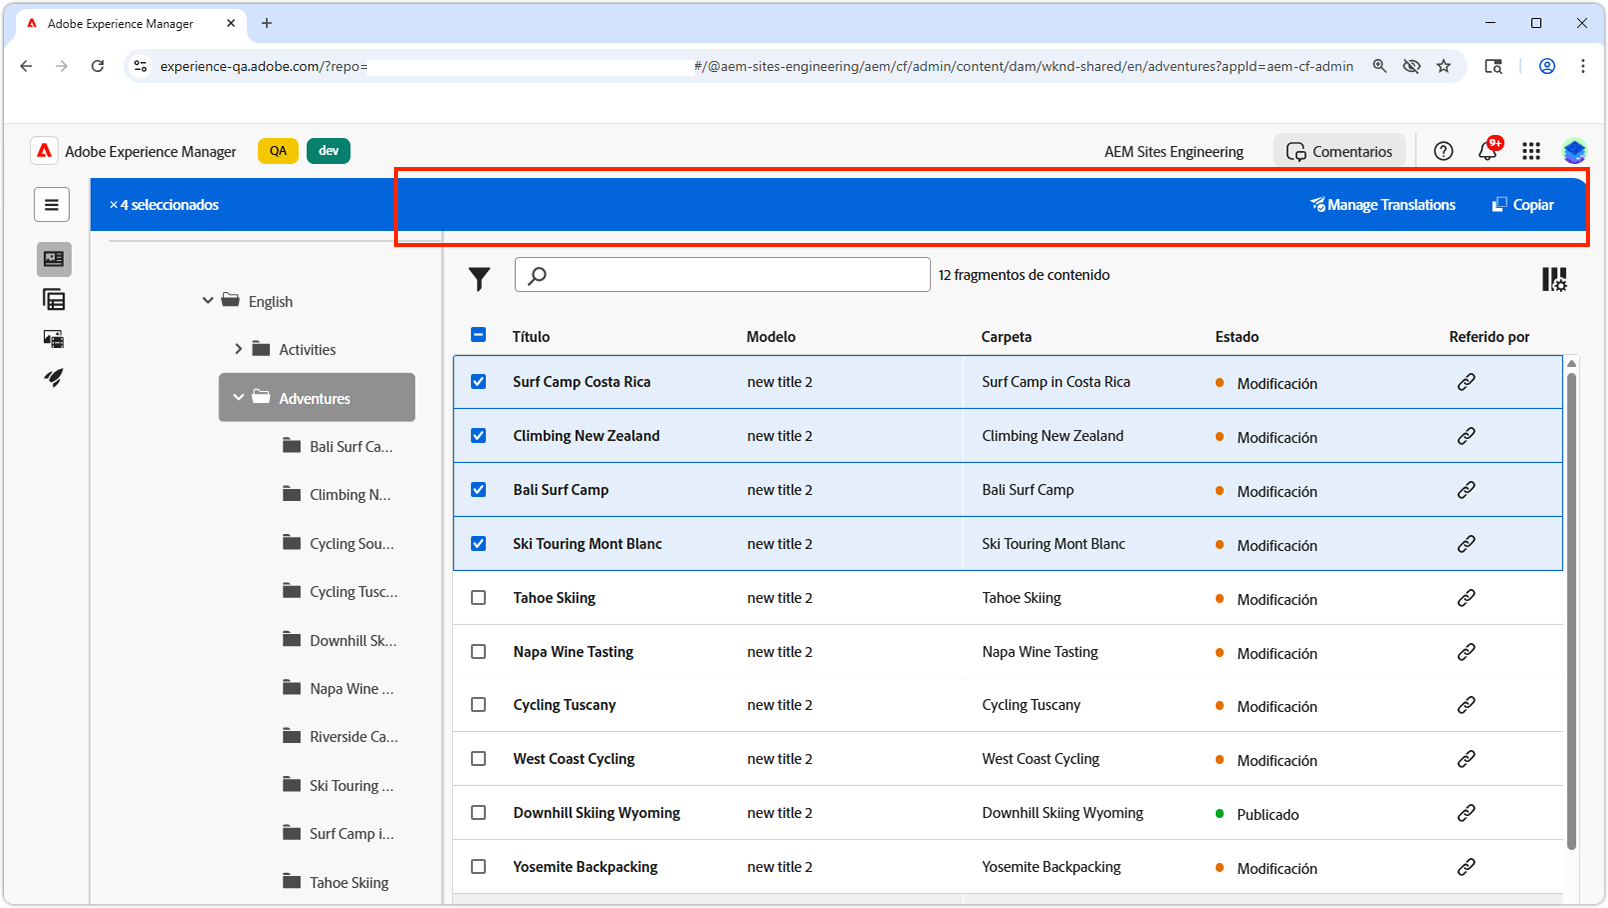 Adobe Experience Manager
experience-qa.adobe.com/?repo= #/@aem-sites-engineering/aem/cf/admin/content/dam/wknd-shared/en/adventures?appId=aem-cf-admin
Adobe Experience Manager QA dev AEM Sites Engineering Comentarios 9+
× 4 seleccionados Manage Translations Copiar
12 fragmentos de contenido
English
Activities
Adventures
Bali Surf Ca...
Climbing N...
Cycling Sou...
Cycling Tusc...
Downhill Sk...
Napa Wine ...
Riverside Ca...
Ski Touring ...
Surf Camp i...
Tahoe Skiing
Título Modelo Carpeta Estado Referido por
Surf Camp Costa Rica new title 2 Surf Camp in Costa Rica Modificación
Climbing New Zealand new title 2 Climbing New Zealand Modificación
Bali Surf Camp new title 2 Bali Surf Camp Modificación
Ski Touring Mont Blanc new title 2 Ski Touring Mont Blanc Modificación
Tahoe Skiing new title 2 Tahoe Skiing Modificación
Napa Wine Tasting new title 2 Napa Wine Tasting Modificación
Cycling Tuscany new title 2 Cycling Tuscany Modificación
West Coast Cycling new title 2 West Coast Cycling Modificación
Downhill Skiing Wyoming new title 2 Downhill Skiing Wyoming Publicado
Yosemite Backpacking new title 2 Yosemite Backpacking Modificación